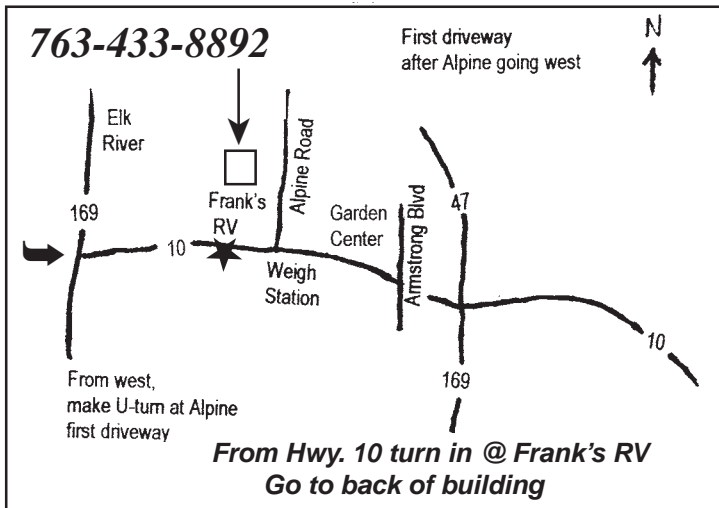 763-433-8892
First driveway
after Alpine going west
N
Elk
River
Alpine Road
Frank's
RV
169
10
Garden
Center
Armstrong Blvd
47
Weigh
Station
10
169
From west,
make U-turn at Alpine
first driveway
From Hwy. 10 turn in @ Frank's RV
Go to back of building